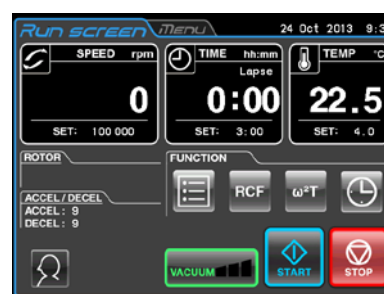 Run screen Menu 24 Oct 2013 9:3
SPEED rpm
0
SET: 100 000
TIME hh:mm
Lapse
0:00
SET: 3:00
TEMP °C
22.5
SET: 4.0
ROTOR
FUNCTION
RCF ω²T
ACCEL/DECEL
ACCEL: 9
DECEL: 9
VACUUM
START
STOP